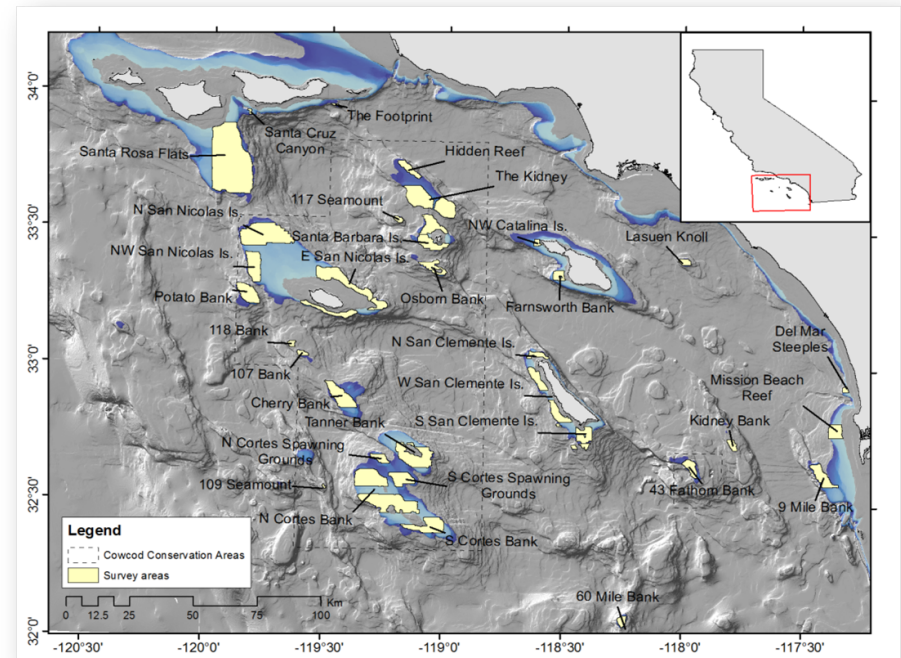 34°0'
33°30'
33°0'
32°30'
32°0'
The Footprint
Santa Cruz
Canyon
Santa Rosa Flats
Hidden Reef
The Kidney
117 Seamount
N San Nicolas Is.
Santa Barbara Is.
NW Catalina Is.
Lasuen Knoll
NW San Nicolas Is.
E San Nicolas Is.
Potato Bank
Osborn Bank
Farnsworth Bank
118 Bank
Del Mar
Steeples
N San Clemente Is.
107 Bank
W San Clemente Is.
Mission Beach
Reef
Cherry Bank
Tanner Bank
S San Clemente Is.
Kidney Bank
N Cortes Spawning
Grounds
S Cortes Spawning
Grounds
109 Seamount
43 Fathom Bank
9 Mile Bank
N Cortes Bank
S Cortes Bank
60 Mile Bank
Legend
Cowcod Conservation Areas
Survey areas
Km
0 12.5 25 50 75 100
-120°30' -120°0' -119°30' -119°0' -118°30' -118°0' -117°30'